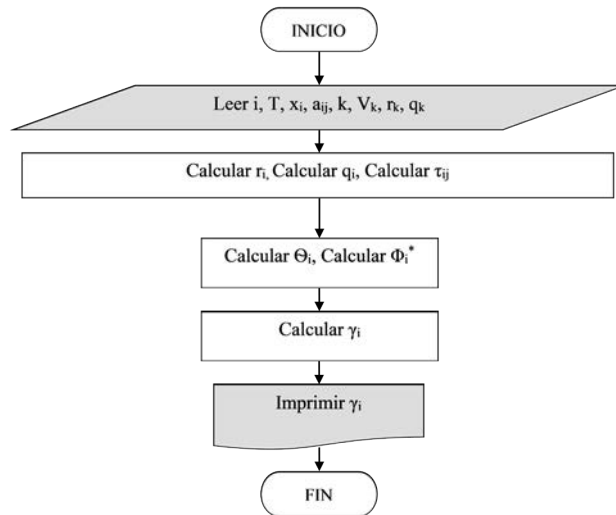 INICIO
Leer i, T, xᵢ, aᵢⱼ, k, Vₖ, rₖ, qₖ
Calcular rᵢ, Calcular qᵢ, Calcular τᵢⱼ
Calcular Θᵢ, Calcular Φᵢ*
Calcular γᵢ
Imprimir γᵢ
FIN